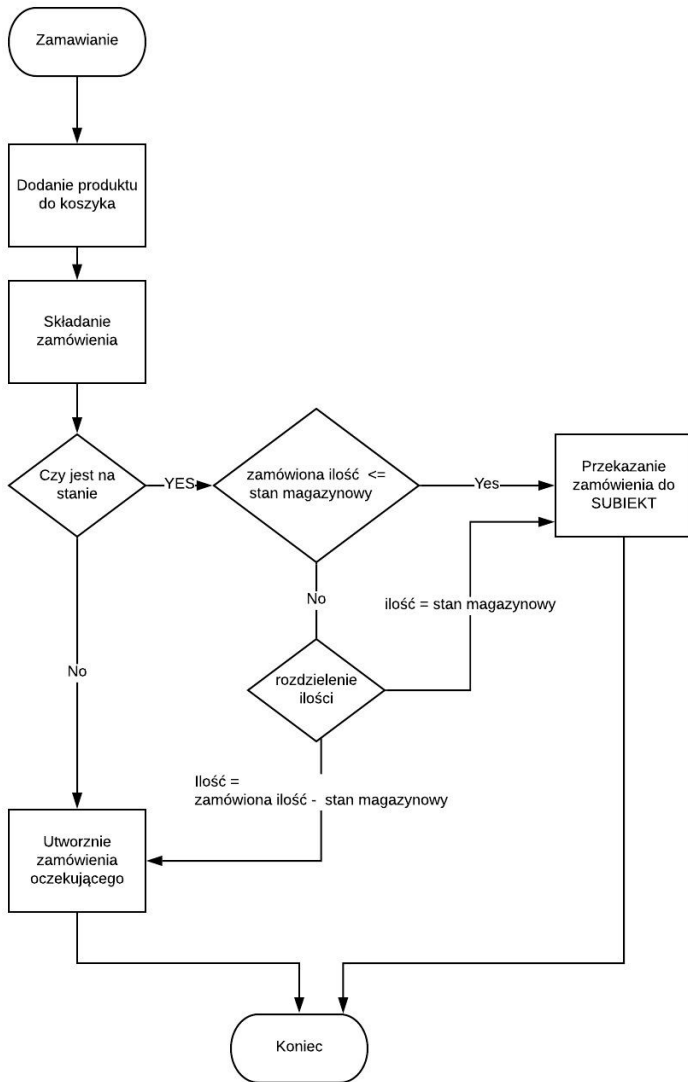 Zamawianie
Dodanie produktu
do koszyka
Składanie
zamówienia
Czy jest na
stanie
YES
zamówiona ilość <=
stan magazynowy
Yes
Przekazanie
zamówienia do
SUBIEKT
No
ilość = stan magazynowy
rozdzielenie
ilości
No
Ilość =
zamówiona ilość - stan magazynowy
Utworznie
zamówienia
oczekującego
Koniec